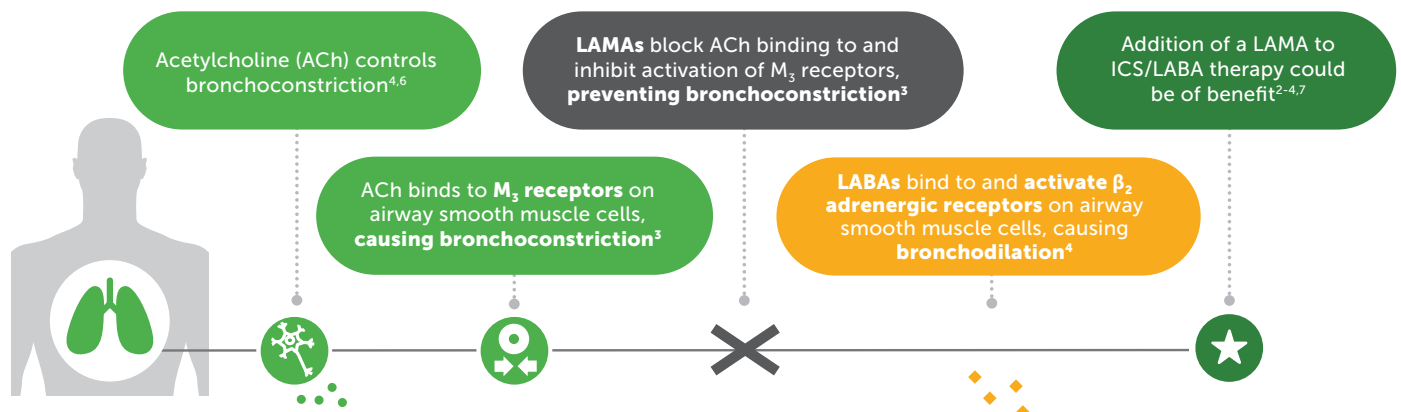 Acetylcholine (ACh) controls
bronchoconstriction⁴,⁶
ACh binds to M₃ receptors on
airway smooth muscle cells,
causing bronchoconstriction³
LAMAs block ACh binding to and
inhibit activation of M₃ receptors,
preventing bronchoconstriction³
LABAs bind to and activate β₂
adrenergic receptors on airway
smooth muscle cells, causing
bronchodilation⁴
Addition of a LAMA to
ICS/LABA therapy could
be of benefit²⁻⁴,⁷